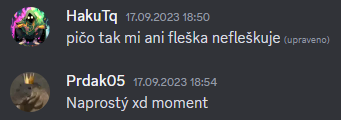 HakuTq 17.09.2023 18:50
pičo tak mi ani fleška nefleškuje (upraveno)
Prdak05 17.09.2023 18:54
Naprostý xd moment